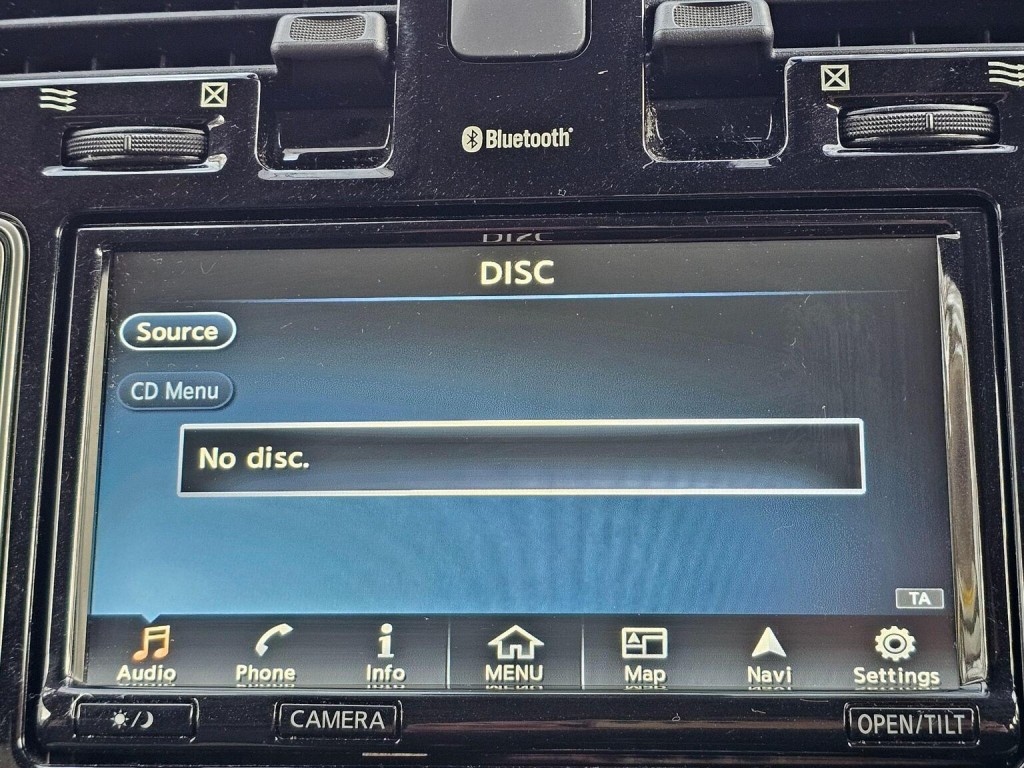 Bluetooth®
DISC
Source
CD Menu
No disc.
TA
Audio Phone Info MENU Map Navi Settings
CAMERA OPEN/TILT